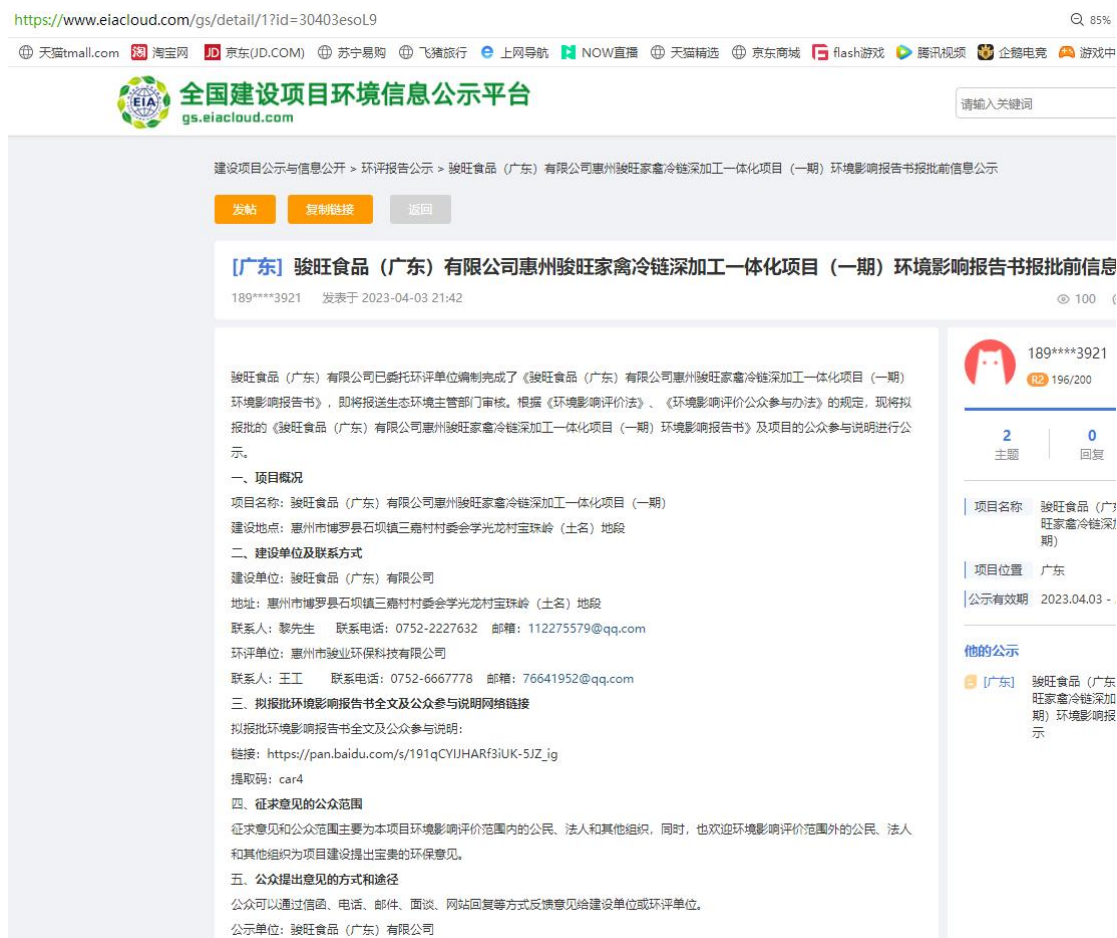 https://www.eiacloud.com/gs/detail/1?id=30403esoL9
85%
天猫tmall.com 淘宝网 京东(JD.COM) 苏宁易购 飞猪旅行 上网导航 NOW直播 天猫精选 京东商城 flash游戏 腾讯视频 企鹅电竞 游戏中
EIA
全国建设项目环境信息公示平台
gs.eiacloud.com
请输入关键词
建设项目公示与信息公开 > 环评报告公示 > 骏旺食品（广东）有限公司惠州骏旺家禽冷链深加工一体化项目（一期）环境影响报告书报批前信息公示
发帖 复制链接 返回
[广东] 骏旺食品（广东）有限公司惠州骏旺家禽冷链深加工一体化项目（一期）环境影响报告书报批前信息
189****3921 发表于 2023-04-03 21:42
100
骏旺食品（广东）有限公司已委托环评单位编制完成了《骏旺食品（广东）有限公司惠州骏旺家禽冷链深加工一体化项目（一期）
环境影响报告书》，即将报送生态环境主管部门审核。根据《环境影响评价法》、《环境影响评价公众参与办法》的规定，现将拟
报批的《骏旺食品（广东）有限公司惠州骏旺家禽冷链深加工一体化项目（一期）环境影响报告书》及项目的公众参与说明进行公
示。
一、项目概况
项目名称：骏旺食品（广东）有限公司惠州骏旺家禽冷链深加工一体化项目（一期）
建设地点：惠州市博罗县石坝镇三嘉村村委会学光龙村宝珠岭（土名）地段
二、建设单位及联系方式
建设单位：骏旺食品（广东）有限公司
地址：惠州市博罗县石坝镇三嘉村村委会学光龙村宝珠岭（土名）地段
联系人：黎先生 联系电话：0752-2227632 邮箱：112275579@qq.com
环评单位：惠州市骏业环保科技有限公司
联系人：王工 联系电话：0752-6667778 邮箱：76641952@qq.com
三、拟报批环境影响报告书全文及公众参与说明网络链接
拟报批环境影响报告书全文及公众参与说明：
链接：https://pan.baidu.com/s/191qCYIJHARf3iUK-5JZ_ig
提取码：car4
四、征求意见的公众范围
征求意见和公众范围主要为本项目环境影响评价范围内的公民、法人和其他组织，同时，也欢迎环境影响评价范围外的公民、法人
和其他组织为项目建设提出宝贵的环保意见。
五、公众提出意见的方式和途径
公众可以通过信函、电话、邮件、面谈、网站回复等方式反馈意见给建设单位或环评单位。
公示单位：骏旺食品（广东）有限公司
189****3921
R2 196/200
2 0
主题 回复
项目名称 骏旺食品（广东
旺家禽冷链深加
期）
项目位置 广东
公示有效期 2023.04.03 -
他的公示
[广东] 骏旺食品（广东
旺家禽冷链深加
期）环境影响报
示